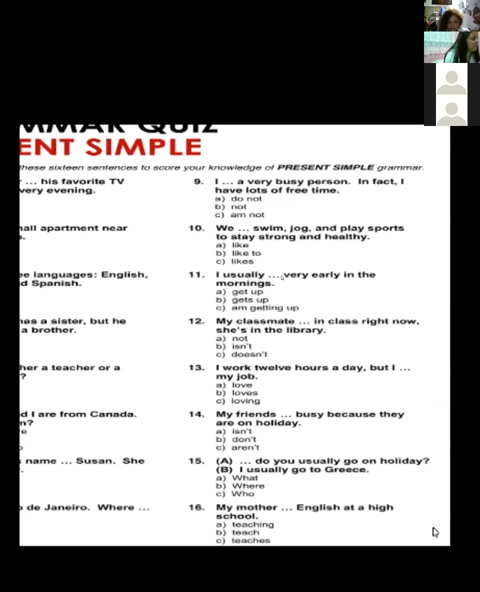 MMAR QUIZ
ENT SIMPLE
these sixteen sentences to score your knowledge of PRESENT SIMPLE grammar.
... his favorite TV
very evening.
all apartment near
ee languages: English,
d Spanish.
has a sister, but he
a brother.
her a teacher or a
?
d I are from Canada.
n?
e
name ... Susan. She
de Janeiro. Where ...
9. I ... a very busy person. In fact, I
have lots of free time.
a) do not
b) not
c) am not
10. We ... swim, jog, and play sports
to stay strong and healthy.
a) like
b) like to
c) likes
11. I usually ... very early in the
mornings.
a) get up
b) gets up
c) am getting up
12. My classmate ... in class right now,
she's in the library.
a) not
b) isn't
c) doesn't
13. I work twelve hours a day, but I ...
my job.
a) love
b) loves
c) loving
14. My friends ... busy because they
are on holiday.
a) isn't
b) don't
c) aren't
15. (A) ... do you usually go on holiday?
(B) I usually go to Greece.
a) What
b) Where
c) Who
16. My mother ... English at a high
school.
a) teaching
b) teach
c) teaches